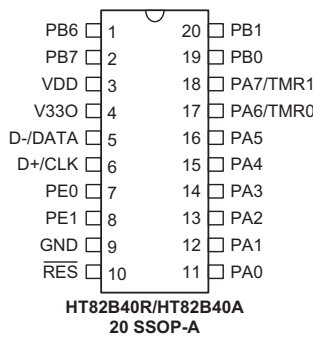 PB6 1 20 PB1
PB7 2 19 PB0
VDD 3 18 PA7/TMR1
V33O 4 17 PA6/TMR0
D-/DATA 5 16 PA5
D+/CLK 6 15 PA4
PE0 7 14 PA3
PE1 8 13 PA2
GND 9 12 PA1
RES 10 11 PA0
HT82B40R/HT82B40A
20 SSOP-A